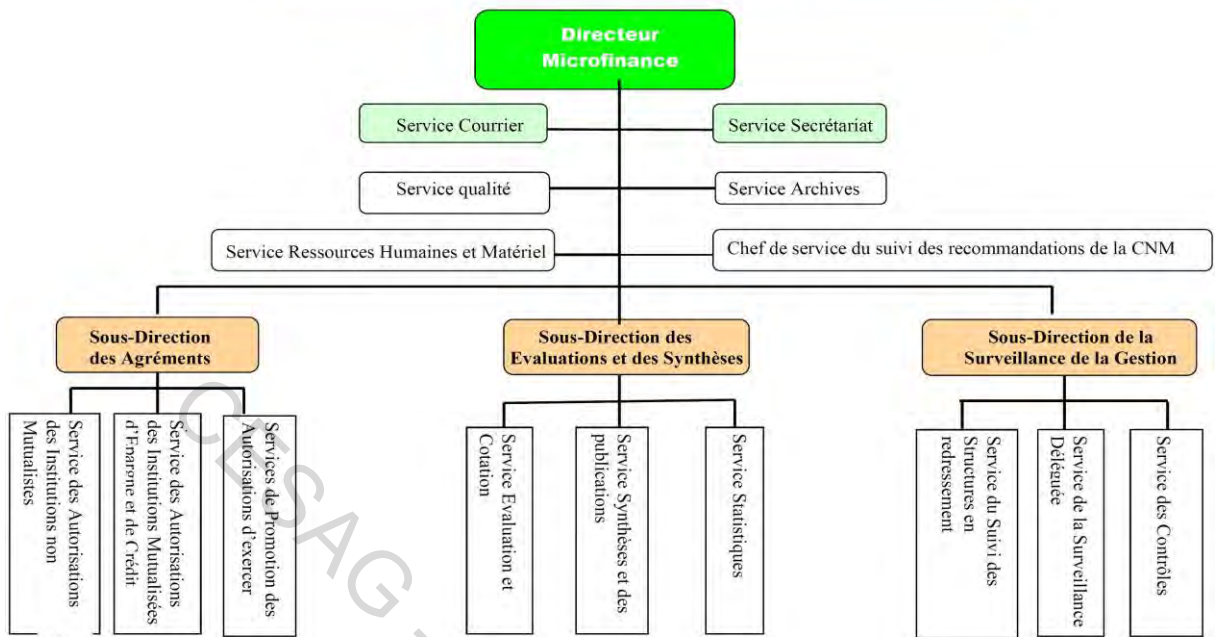 Directeur
Microfinance
Service Courrier
Service Secrétariat
Service qualité
Service Archives
Service Ressources Humaines et Matériel
Chef de service du suivi des recommandations de la CNM
Sous-Direction
des Agréments
Sous-Direction des
Evaluations et des Synthèses
Sous-Direction de la
Surveillance de la Gestion
Service des Autorisations
des Institutions non
Mutualistes
Service des Autorisations
des Institutions Mutualisées
d'Epargne et de Crédit
Services de Promotion des
Autorisations d'exercer
Service Evaluation et
Cotation
Service Synthèses et des
publications
Service Statistiques
Service du Suivi des
Structures en
redressement
Service de la Surveillance
Déléguée
Service des Contrôles
CESAG